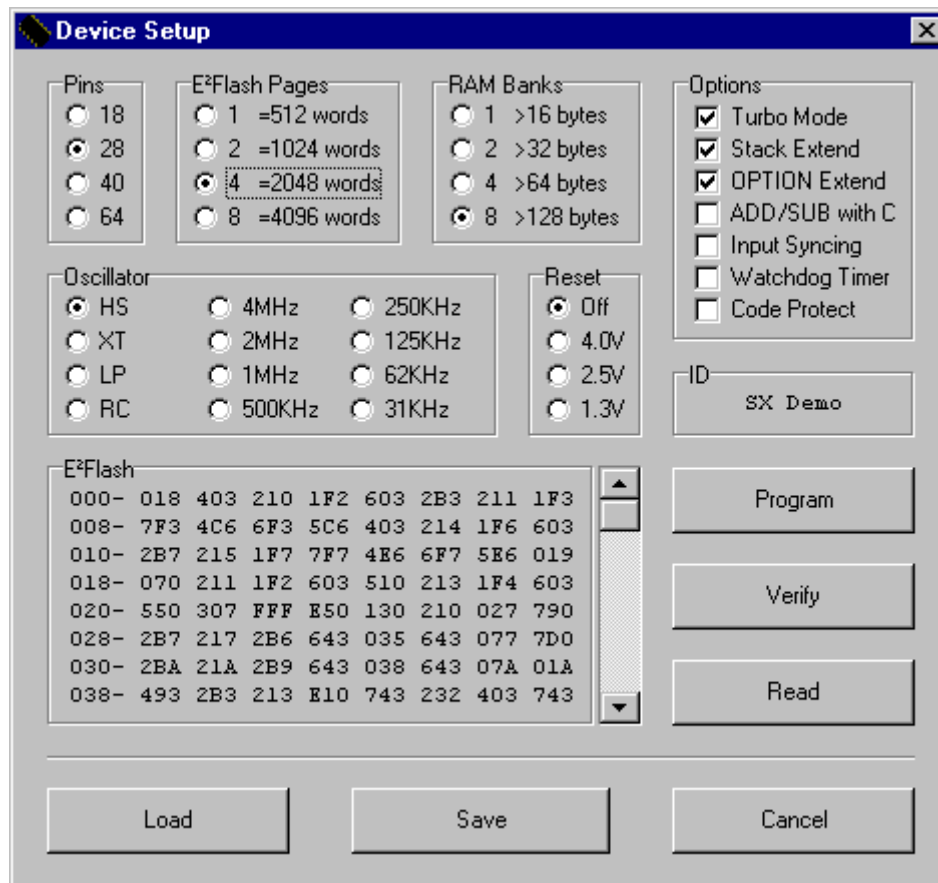 Device Setup
Pins
18
28
40
64
E²Flash Pages
1 =512 words
2 =1024 words
4 =2048 words
8 =4096 words
RAM Banks
1 >16 bytes
2 >32 bytes
4 >64 bytes
8 >128 bytes
Options
Turbo Mode
Stack Extend
OPTION Extend
ADD/SUB with C
Input Syncing
Watchdog Timer
Code Protect
Oscillator
HS 4MHz 250KHz
XT 2MHz 125KHz
LP 1MHz 62KHz
RC 500KHz 31KHz
Reset
Off
4.0V
2.5V
1.3V
ID
SX Demo
E²Flash
000- 018 403 210 1F2 603 2B3 211 1F3
008- 7F3 4C6 6F3 5C6 403 214 1F6 603
010- 2B7 215 1F7 7F7 4E6 6F7 5E6 019
018- 070 211 1F2 603 510 213 1F4 603
020- 550 307 FFF E50 130 210 027 790
028- 2B7 217 2B6 643 035 643 077 7D0
030- 2BA 21A 2B9 643 038 643 07A 01A
038- 493 2B3 213 E10 743 232 403 743
Program
Verify
Read
Load
Save
Cancel